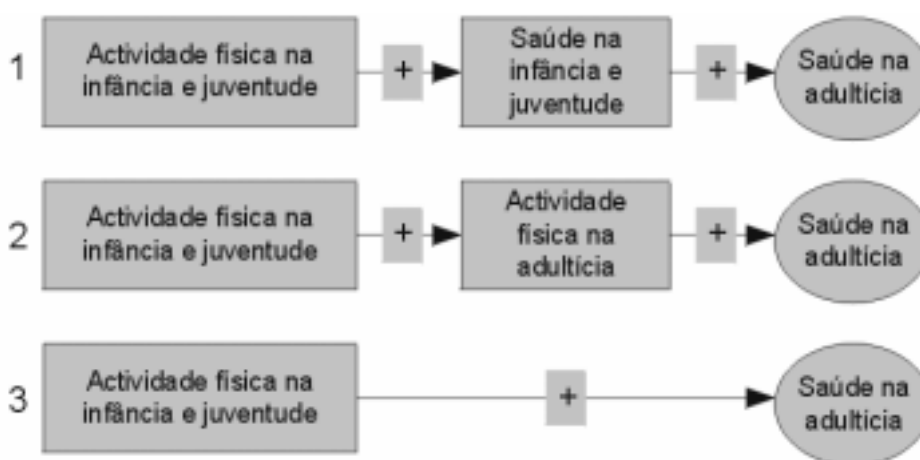 1
Actividade física na
infância e juventude
+
Saúde na
infância e
juventude
+
Saúde na
adultícia
2
Actividade física na
infância e juventude
+
Actividade
física na
adultícia
+
Saúde na
adultícia
3
Actividade física na
infância e juventude
+
Saúde na
adultícia